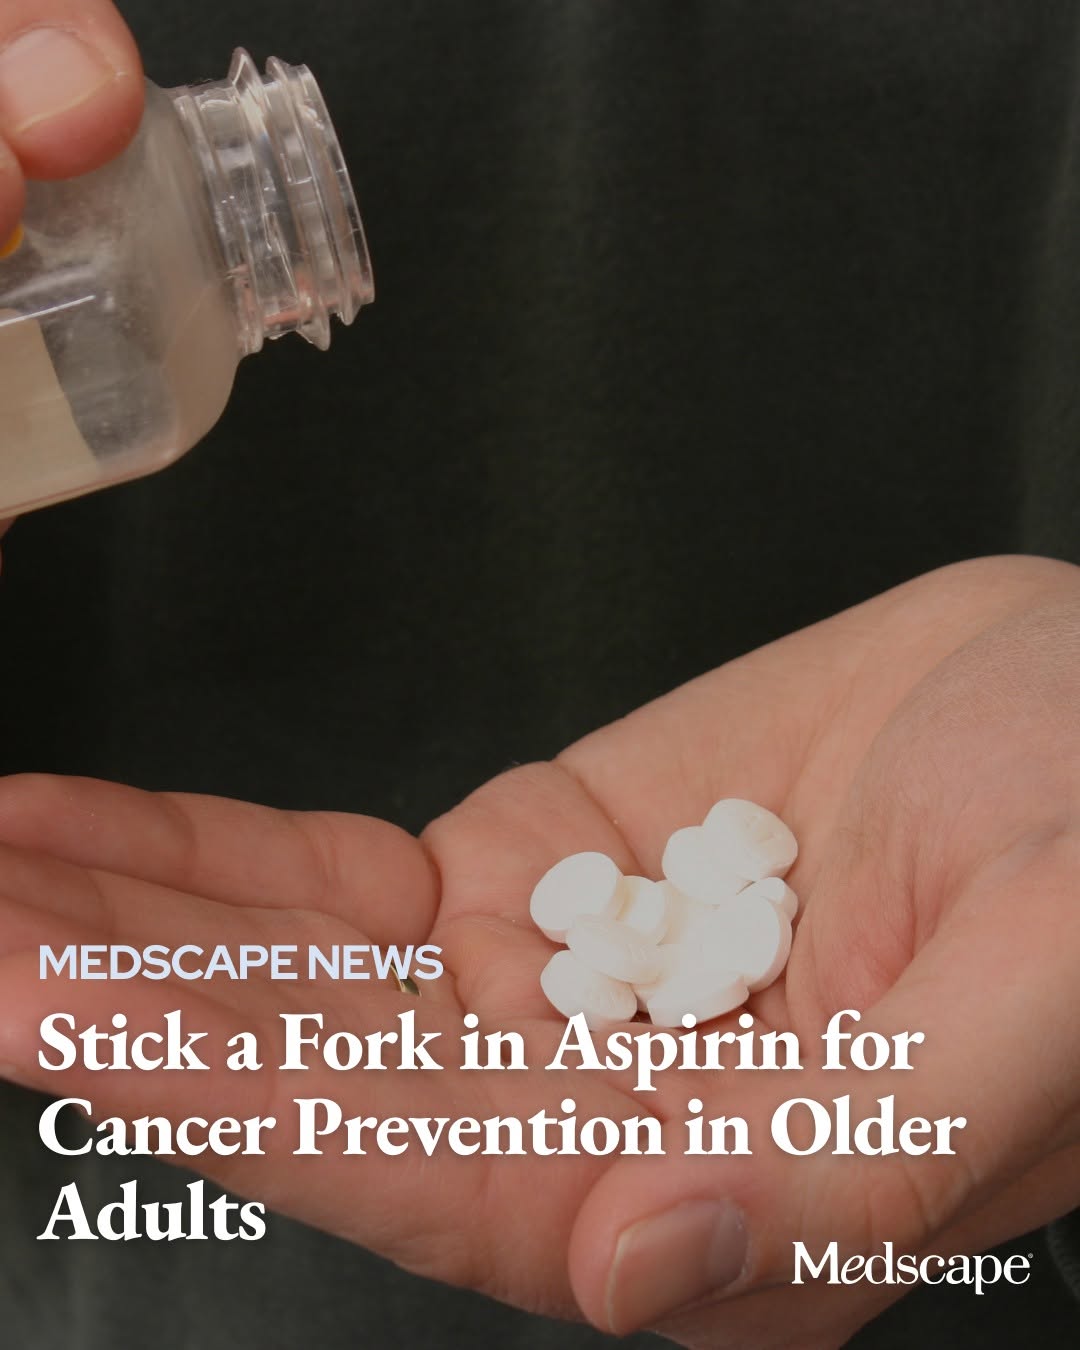 MEDSCAPE NEWS
Stick a Fork in Aspirin for
Cancer Prevention in Older
Adults
Medscape®